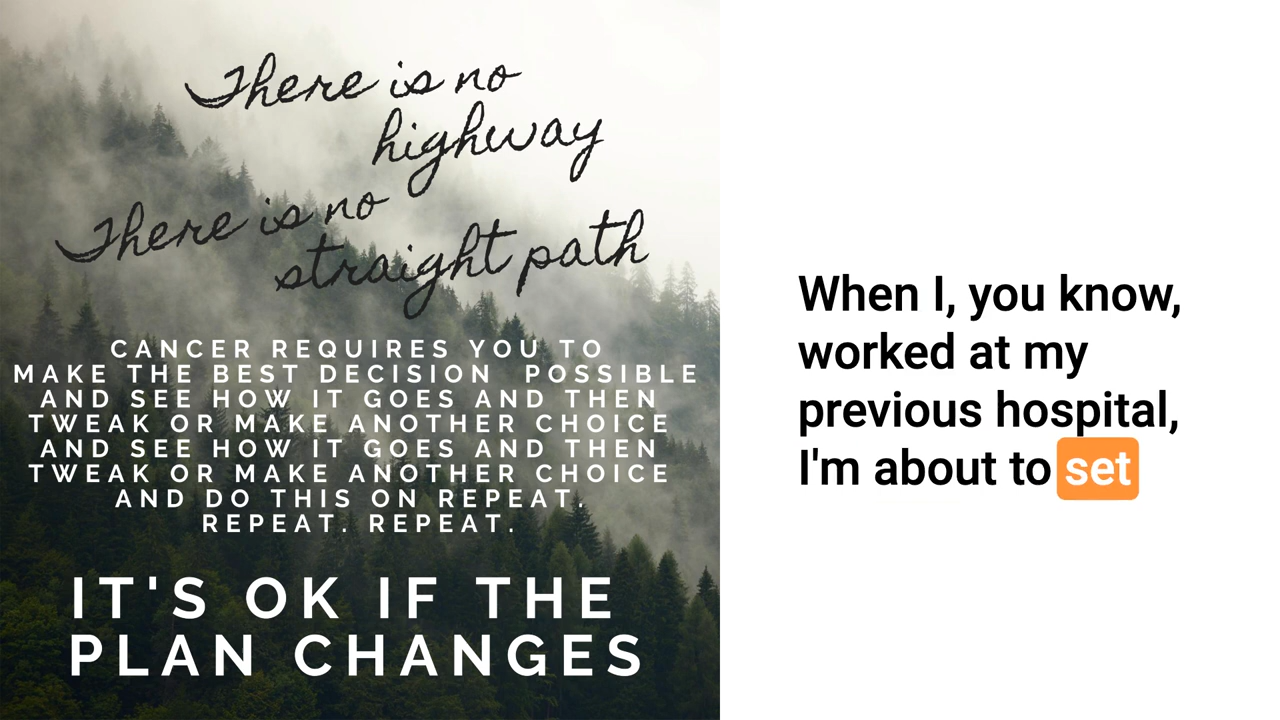 There is no
highway
There is no
straight path
CANCER REQUIRES YOU TO
MAKE THE BEST DECISION POSSIBLE
AND SEE HOW IT GOES AND THEN
TWEAK OR MAKE ANOTHER CHOICE
AND SEE HOW IT GOES AND THEN
TWEAK OR MAKE ANOTHER CHOICE
AND DO THIS ON REPEAT.
REPEAT. REPEAT.
IT'S OK IF THE
PLAN CHANGES
When I, you know,
worked at my
previous hospital,
I'm about to set